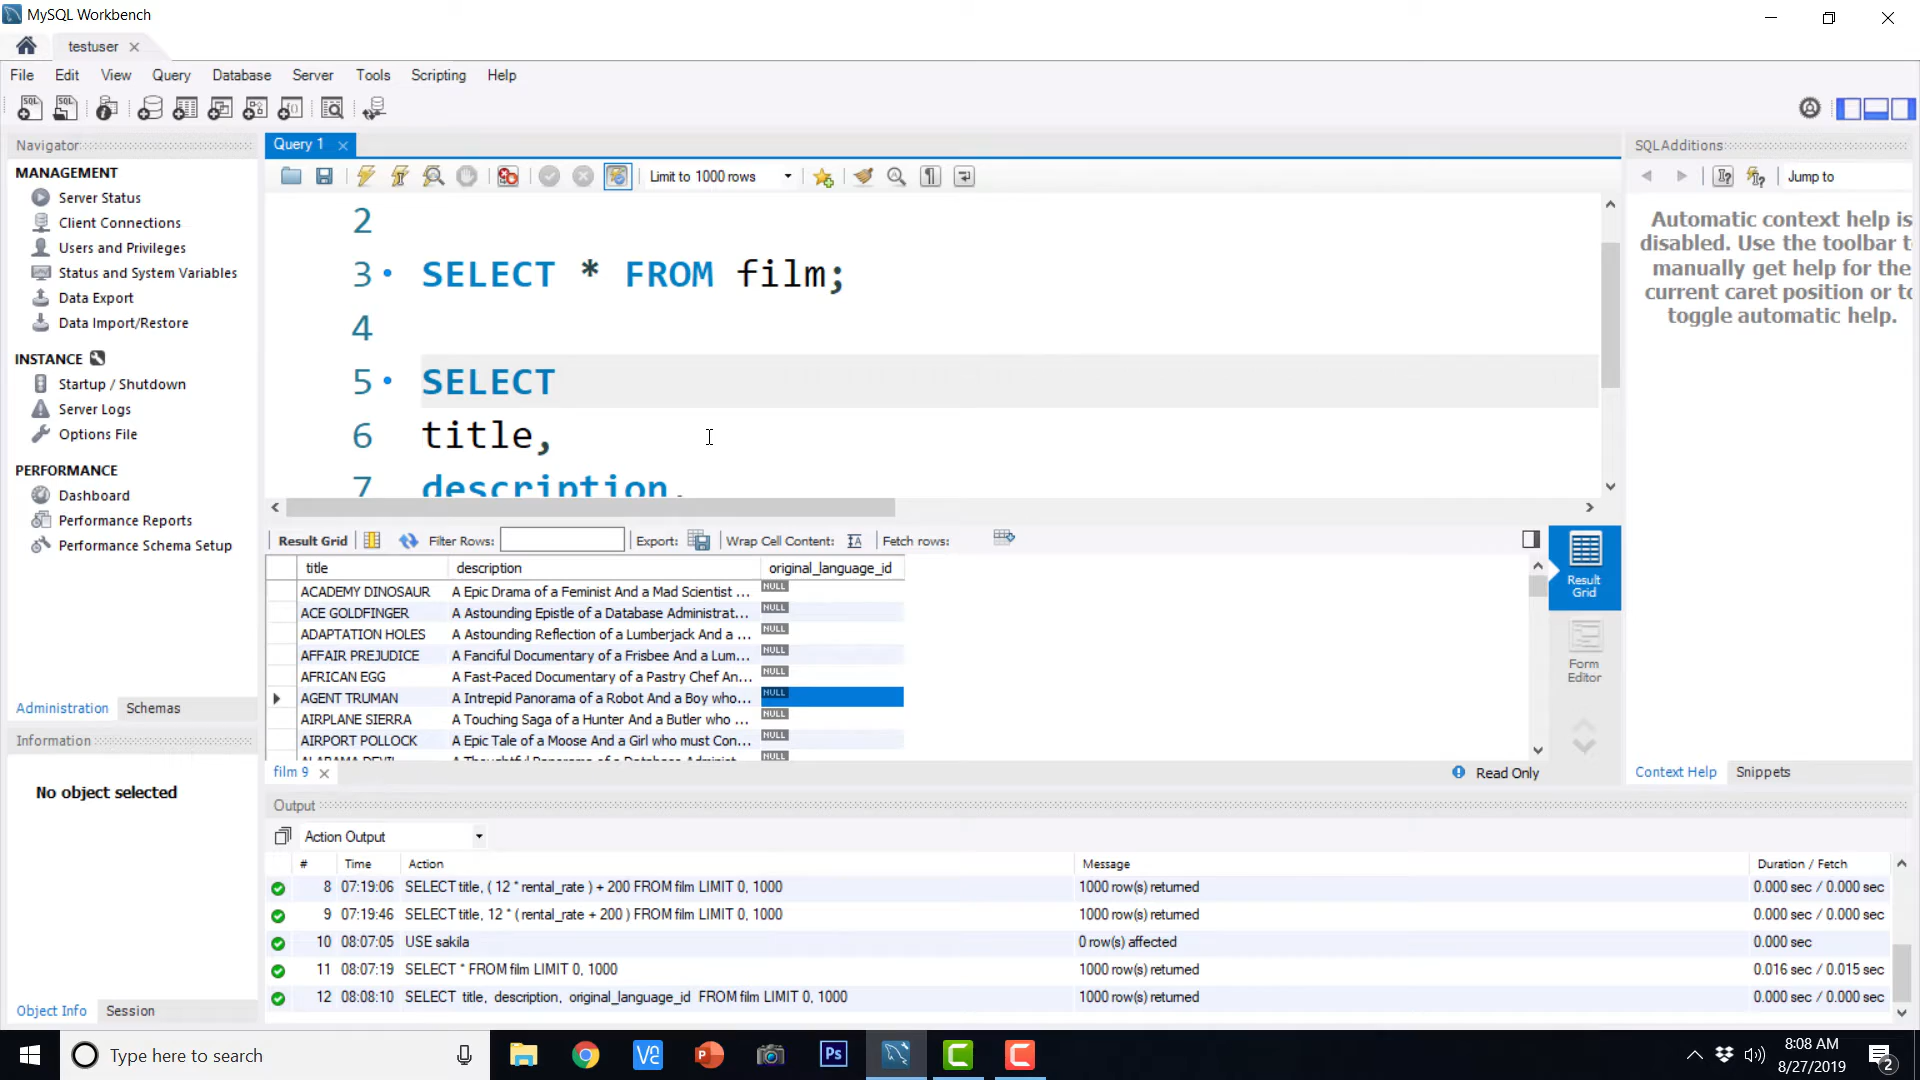 MySQL Workbench
testuser
File Edit View Query Database Server Tools Scripting Help
Navigator
MANAGEMENT
Server Status
Client Connections
Users and Privileges
Status and System Variables
Data Export
Data Import/Restore
INSTANCE
Startup / Shutdown
Server Logs
Options File
PERFORMANCE
Dashboard
Performance Reports
Performance Schema Setup
Administration Schemas
Information
No object selected
Object Info Session
Query 1
Limit to 1000 rows
2
3 SELECT * FROM film;
4
5 SELECT
6 title,
7 description,
Result Grid Filter Rows: Export: Wrap Cell Content: Fetch rows:
title description original_language_id
ACADEMY DINOSAUR A Epic Drama of a Feminist And a Mad Scientist ... NULL
ACE GOLDFINGER A Astounding Epistle of a Database Administrat... NULL
ADAPTATION HOLES A Astounding Reflection of a Lumberjack And a ... NULL
AFFAIR PREJUDICE A Fanciful Documentary of a Frisbee And a Lum... NULL
AFRICAN EGG A Fast-Paced Documentary of a Pastry Chef An... NULL
AGENT TRUMAN A Intrepid Panorama of a Robot And a Boy who... NULL
AIRPLANE SIERRA A Touching Saga of a Hunter And a Butler who ... NULL
AIRPORT POLLOCK A Epic Tale of a Moose And a Girl who must Con... NULL
NULL
Result
Grid
Form
Editor
film 9
Read Only
SQLAdditions
Jump to
Automatic context help is
disabled. Use the toolbar t
manually get help for the
current caret position or to
toggle automatic help.
Context Help Snippets
Output
Action Output
# Time Action Message Duration / Fetch
8 07:19:06 SELECT title, ( 12 * rental_rate ) + 200 FROM film LIMIT 0, 1000 1000 row(s) returned 0.000 sec / 0.000 sec
9 07:19:46 SELECT title, 12 * ( rental_rate + 200 ) FROM film LIMIT 0, 1000 1000 row(s) returned 0.000 sec / 0.000 sec
10 08:07:05 USE sakila 0 row(s) affected 0.000 sec
11 08:07:19 SELECT * FROM film LIMIT 0, 1000 1000 row(s) returned 0.016 sec / 0.015 sec
12 08:08:10 SELECT title, description, original_language_id FROM film LIMIT 0, 1000 1000 row(s) returned 0.000 sec / 0.000 sec
Type here to search
Ps
8:08 AM
8/27/2019
2